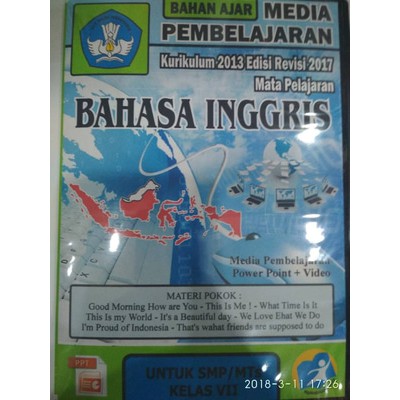 BAHAN AJAR MEDIA
PEMBELAJARAN
Kurikulum 2013 Edisi Revisi 2017
Mata Pelajaran
BAHASA INGGRIS
Media Pembelajaran
Power Point + Video
MATERI POKOK :
Good Morning How are You - This Is Me ! - What Time Is It
This is my World - It's a Beautiful day - We Love Ehat We Do
I'm Proud of Indonesia - That's wahat friends are supposed to do
PPT
UNTUK SMP/MTs
KELAS VII
2018-3-11 17:26